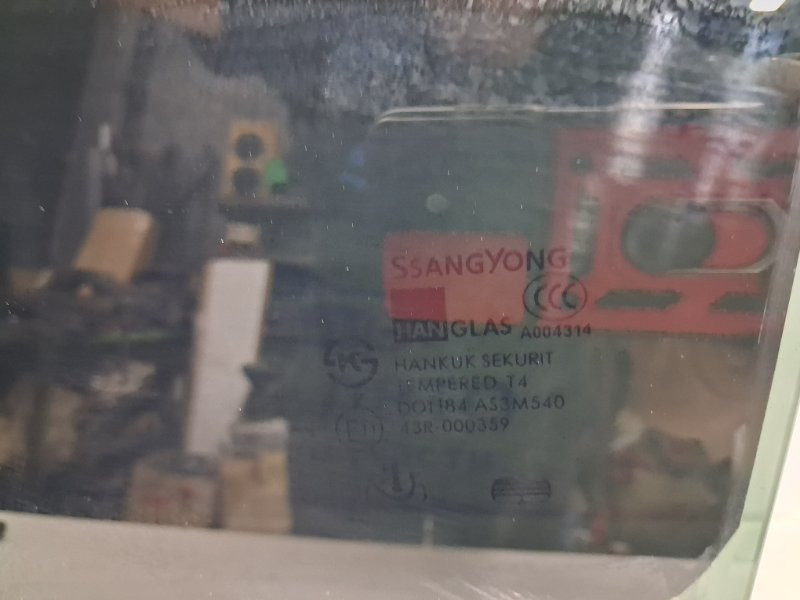 SSANGYONG
CCC
HANGLAS A004314
HANKUK SEKURIT
TEMPERED T4
DOT184 AS3M540
43R-000359